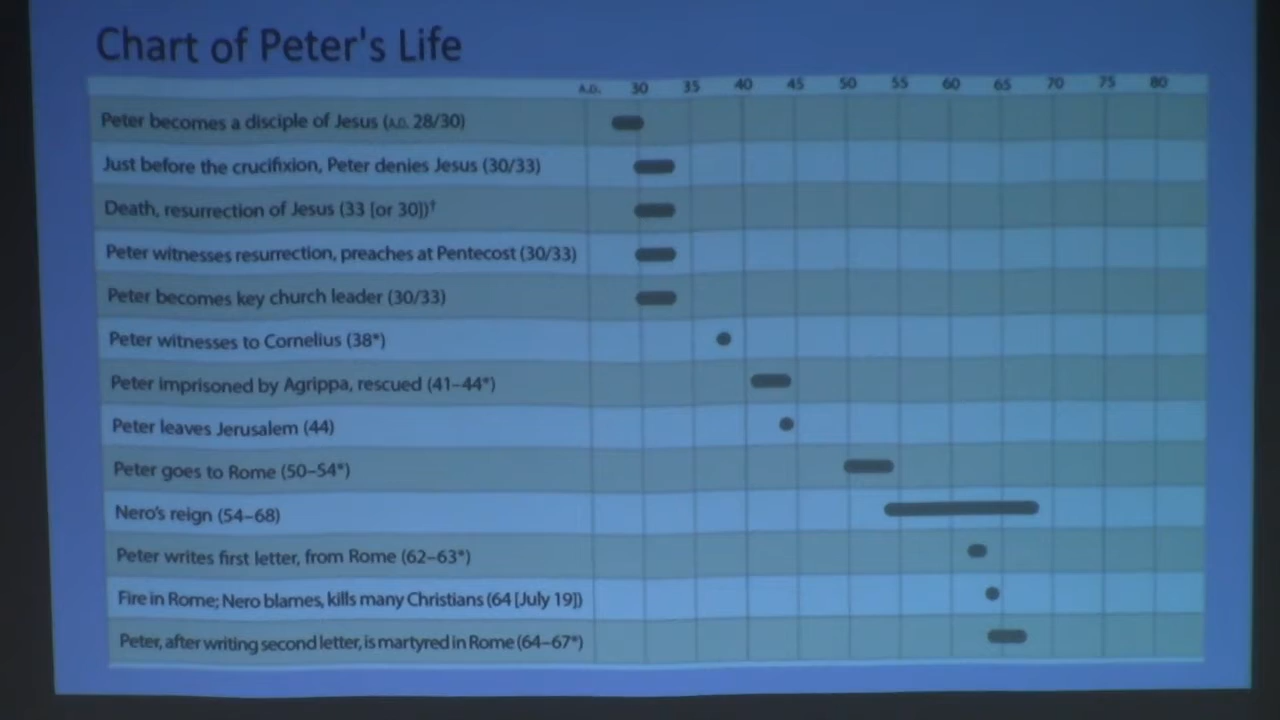 Chart of Peter's Life
A.D. 30 35 40 45 50 55 60 65 70 75 80
Peter becomes a disciple of Jesus (A.D. 28/30)
Just before the crucifixion, Peter denies Jesus (30/33)
Death, resurrection of Jesus (33 [or 30])†
Peter witnesses resurrection, preaches at Pentecost (30/33)
Peter becomes key church leader (30/33)
Peter witnesses to Cornelius (38*)
Peter imprisoned by Agrippa, rescued (41–44*)
Peter leaves Jerusalem (44)
Peter goes to Rome (50–54*)
Nero's reign (54–68)
Peter writes first letter, from Rome (62–63*)
Fire in Rome; Nero blames, kills many Christians (64 [July 19])
Peter, after writing second letter, is martyred in Rome (64–67*)